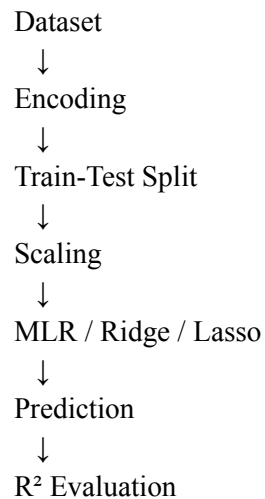 Dataset
↓
Encoding
↓
Train-Test Split
↓
Scaling
↓
MLR / Ridge / Lasso
↓
Prediction
↓
R² Evaluation